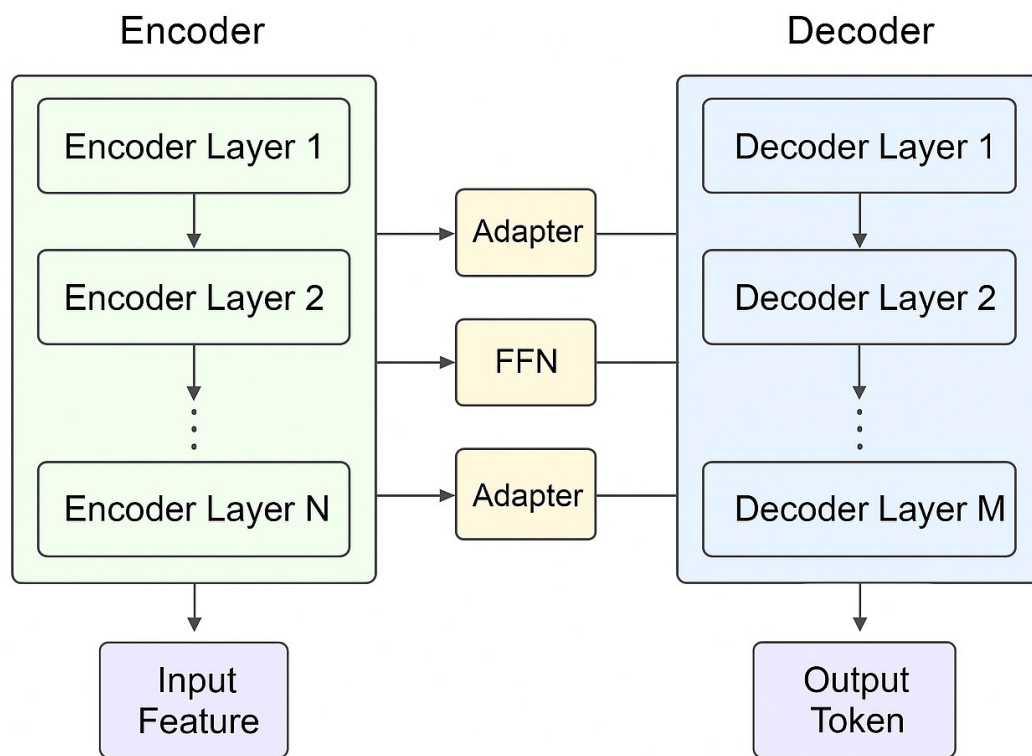 Encoder
Encoder Layer 1
Encoder Layer 2
Encoder Layer N
Input
Feature
Adapter
FFN
Adapter
Decoder
Decoder Layer 1
Decoder Layer 2
Decoder Layer M
Output
Token